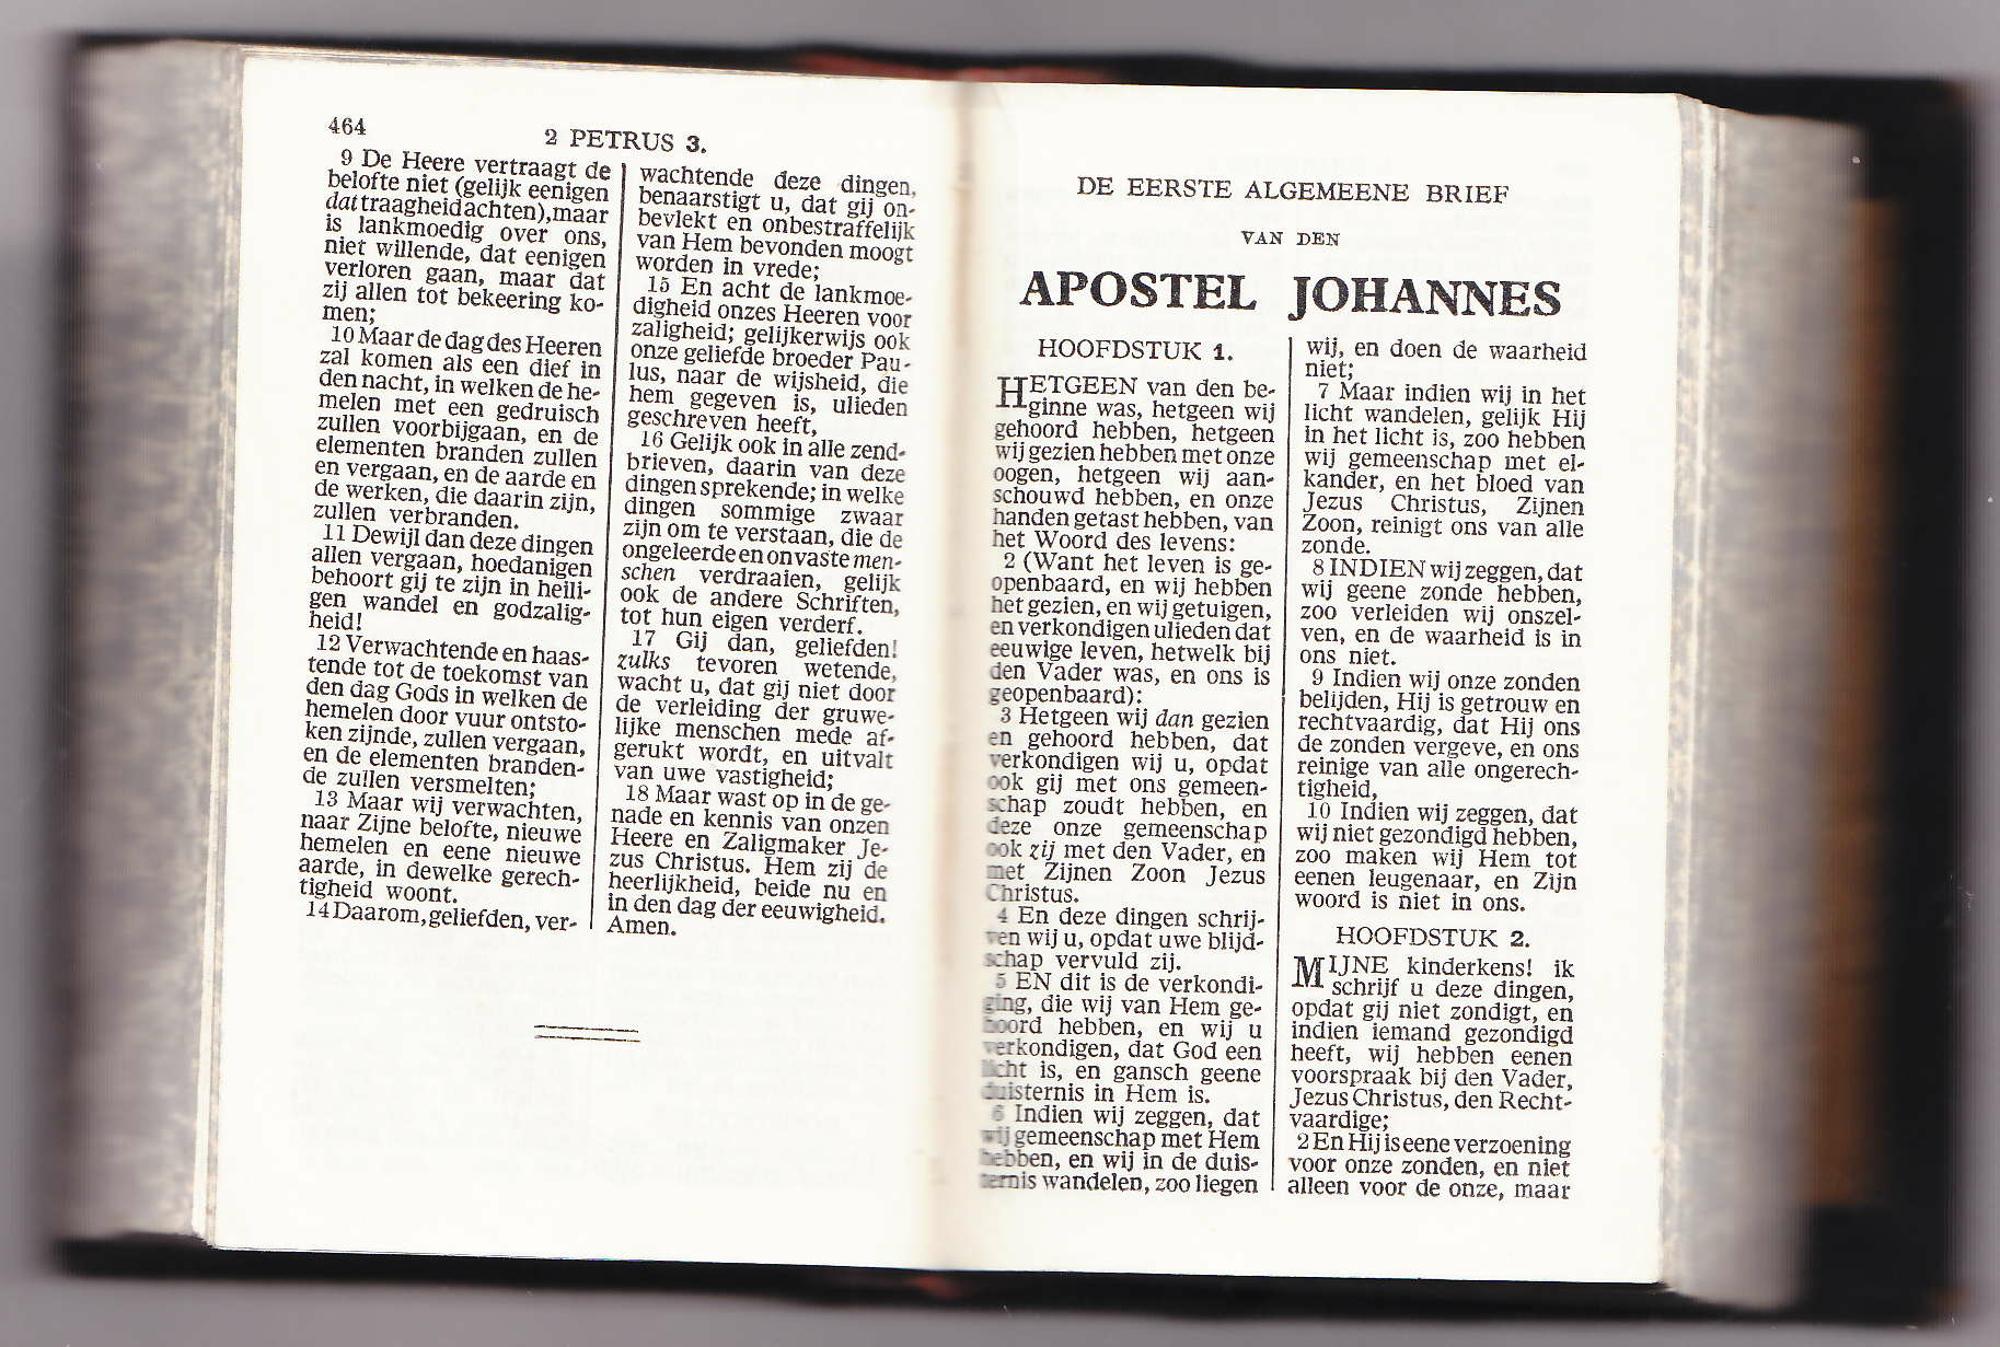 464
2 PETRUS 3.
9 De Heere vertraagt de
belofte niet (gelijk eenigen
dat traagheid achten), maar
is lankmoedig over ons,
niet willende, dat eenigen
verloren gaan, maar dat
zij allen tot bekeering ko-
men;
10 Maar de dag des Heeren
zal komen als een dief in
den nacht, in welken de he-
melen met een gedruisch
zullen voorbijgaan, en de
elementen branden zullen
en vergaan, en de aarde en
de werken, die daarin zijn,
zullen verbranden.
11 Dewijl dan deze dingen
allen vergaan, hoedanigen
behoort gij te zijn in heili-
gen wandel en godzalig-
heid!
12 Verwachtende en haas-
tende tot de toekomst van
den dag Gods in welken de
hemelen door vuur ontsto-
ken zijnde, zullen vergaan,
en de elementen branden-
de zullen versmelten;
13 Maar wij verwachten,
naar Zijne belofte, nieuwe
hemelen en eene nieuwe
aarde, in dewelke gerech-
tigheid woont.
14 Daarom, geliefden, ver-
wachtende deze dingen,
benaarstigt u, dat gij on-
bevlekt en onbestraffelijk
van Hem bevonden moogt
worden in vrede;
15 En acht de lankmoe-
digheid onzes Heeren voor
zaligheid; gelijkerwijs ook
onze geliefde broeder Pau-
lus, naar de wijsheid, die
hem gegeven is, ulieden
geschreven heeft,
16 Gelijk ook in alle zend-
brieven, daarin van deze
dingen sprekende; in welke
dingen sommige zwaar
zijn om te verstaan, die de
ongeleerde en onvaste men-
schen verdraaien, gelijk
ook de andere Schriften,
tot hun eigen verderf.
17 Gij dan, geliefden!
zulks tevoren wetende,
wacht u, dat gij niet door
de verleiding der gruwe-
lijke menschen mede af-
gerukt wordt, en uitvalt
van uwe vastigheid;
18 Maar wast op in de ge-
nade en kennis van onzen
Heere en Zaligmaker Je-
zus Christus. Hem zij de
heerlijkheid, beide nu en
in den dag der eeuwigheid.
Amen.
DE EERSTE ALGEMEENE BRIEF
VAN DEN
APOSTEL JOHANNES
HOOFDSTUK 1.
HETGEEN van den be-
ginne was, hetgeen wij
gehoord hebben, hetgeen
wij gezien hebben met onze
oogen, hetgeen wij aan-
schouwd hebben, en onze
handen getast hebben, van
het Woord des levens:
2 (Want het leven is ge-
openbaard, en wij hebben
het gezien, en wij getuigen,
en verkondigen ulieden dat
eeuwige leven, hetwelk bij
den Vader was, en ons is
geopenbaard):
3 Hetgeen wij dan gezien
en gehoord hebben, dat
verkondigen wij u, opdat
ook gij met ons gemeen-
schap zoudt hebben, en
deze onze gemeenschap
ook zij met den Vader, en
met Zijnen Zoon Jezus
Christus.
4 En deze dingen schrij-
ven wij u, opdat uwe blijd-
schap vervuld zij.
5 EN dit is de verkondi-
ging, die wij van Hem ge-
hoord hebben, en wij u
verkondigen, dat God een
licht is, en gansch geene
duisternis in Hem is.
6 Indien wij zeggen, dat
wij gemeenschap met Hem
hebben, en wij in de duis-
ternis wandelen, zoo liegen
wij, en doen de waarheid
niet;
7 Maar indien wij in het
licht wandelen, gelijk Hij
in het licht is, zoo hebben
wij gemeenschap met el-
kander, en het bloed van
Jezus Christus, Zijnen
Zoon, reinigt ons van alle
zonde.
8 INDIEN wij zeggen, dat
wij geene zonde hebben,
zoo verleiden wij onszel-
ven, en de waarheid is in
ons niet.
9 Indien wij onze zonden
belijden, Hij is getrouw en
rechtvaardig, dat Hij ons
de zonden vergeve, en ons
reinige van alle ongerech-
tigheid,
10 Indien wij zeggen, dat
wij niet gezondigd hebben,
zoo maken wij Hem tot
eenen leugenaar, en Zijn
woord is niet in ons.
HOOFDSTUK 2.
MIJNE kinderkens! ik
schrijf u deze dingen,
opdat gij niet zondigt, en
indien iemand gezondigd
heeft, wij hebben eenen
voorspraak bij den Vader,
Jezus Christus, den Recht-
vaardige;
2 En Hij is eene verzoening
voor onze zonden, en niet
alleen voor de onze, maar